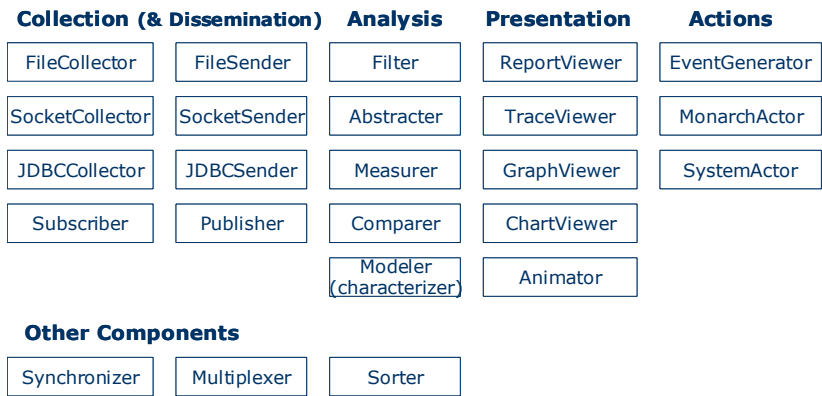 Collection (& Dissemination) Analysis Presentation Actions
FileCollector FileSender Filter ReportViewer EventGenerator
SocketCollector SocketSender Abstracter TraceViewer MonarchActor
JDBCCollector JDBCSender Measurer GraphViewer SystemActor
Subscriber Publisher Comparer ChartViewer
Modeler
(characterizer) Animator
Other Components
Synchronizer Multiplexer Sorter